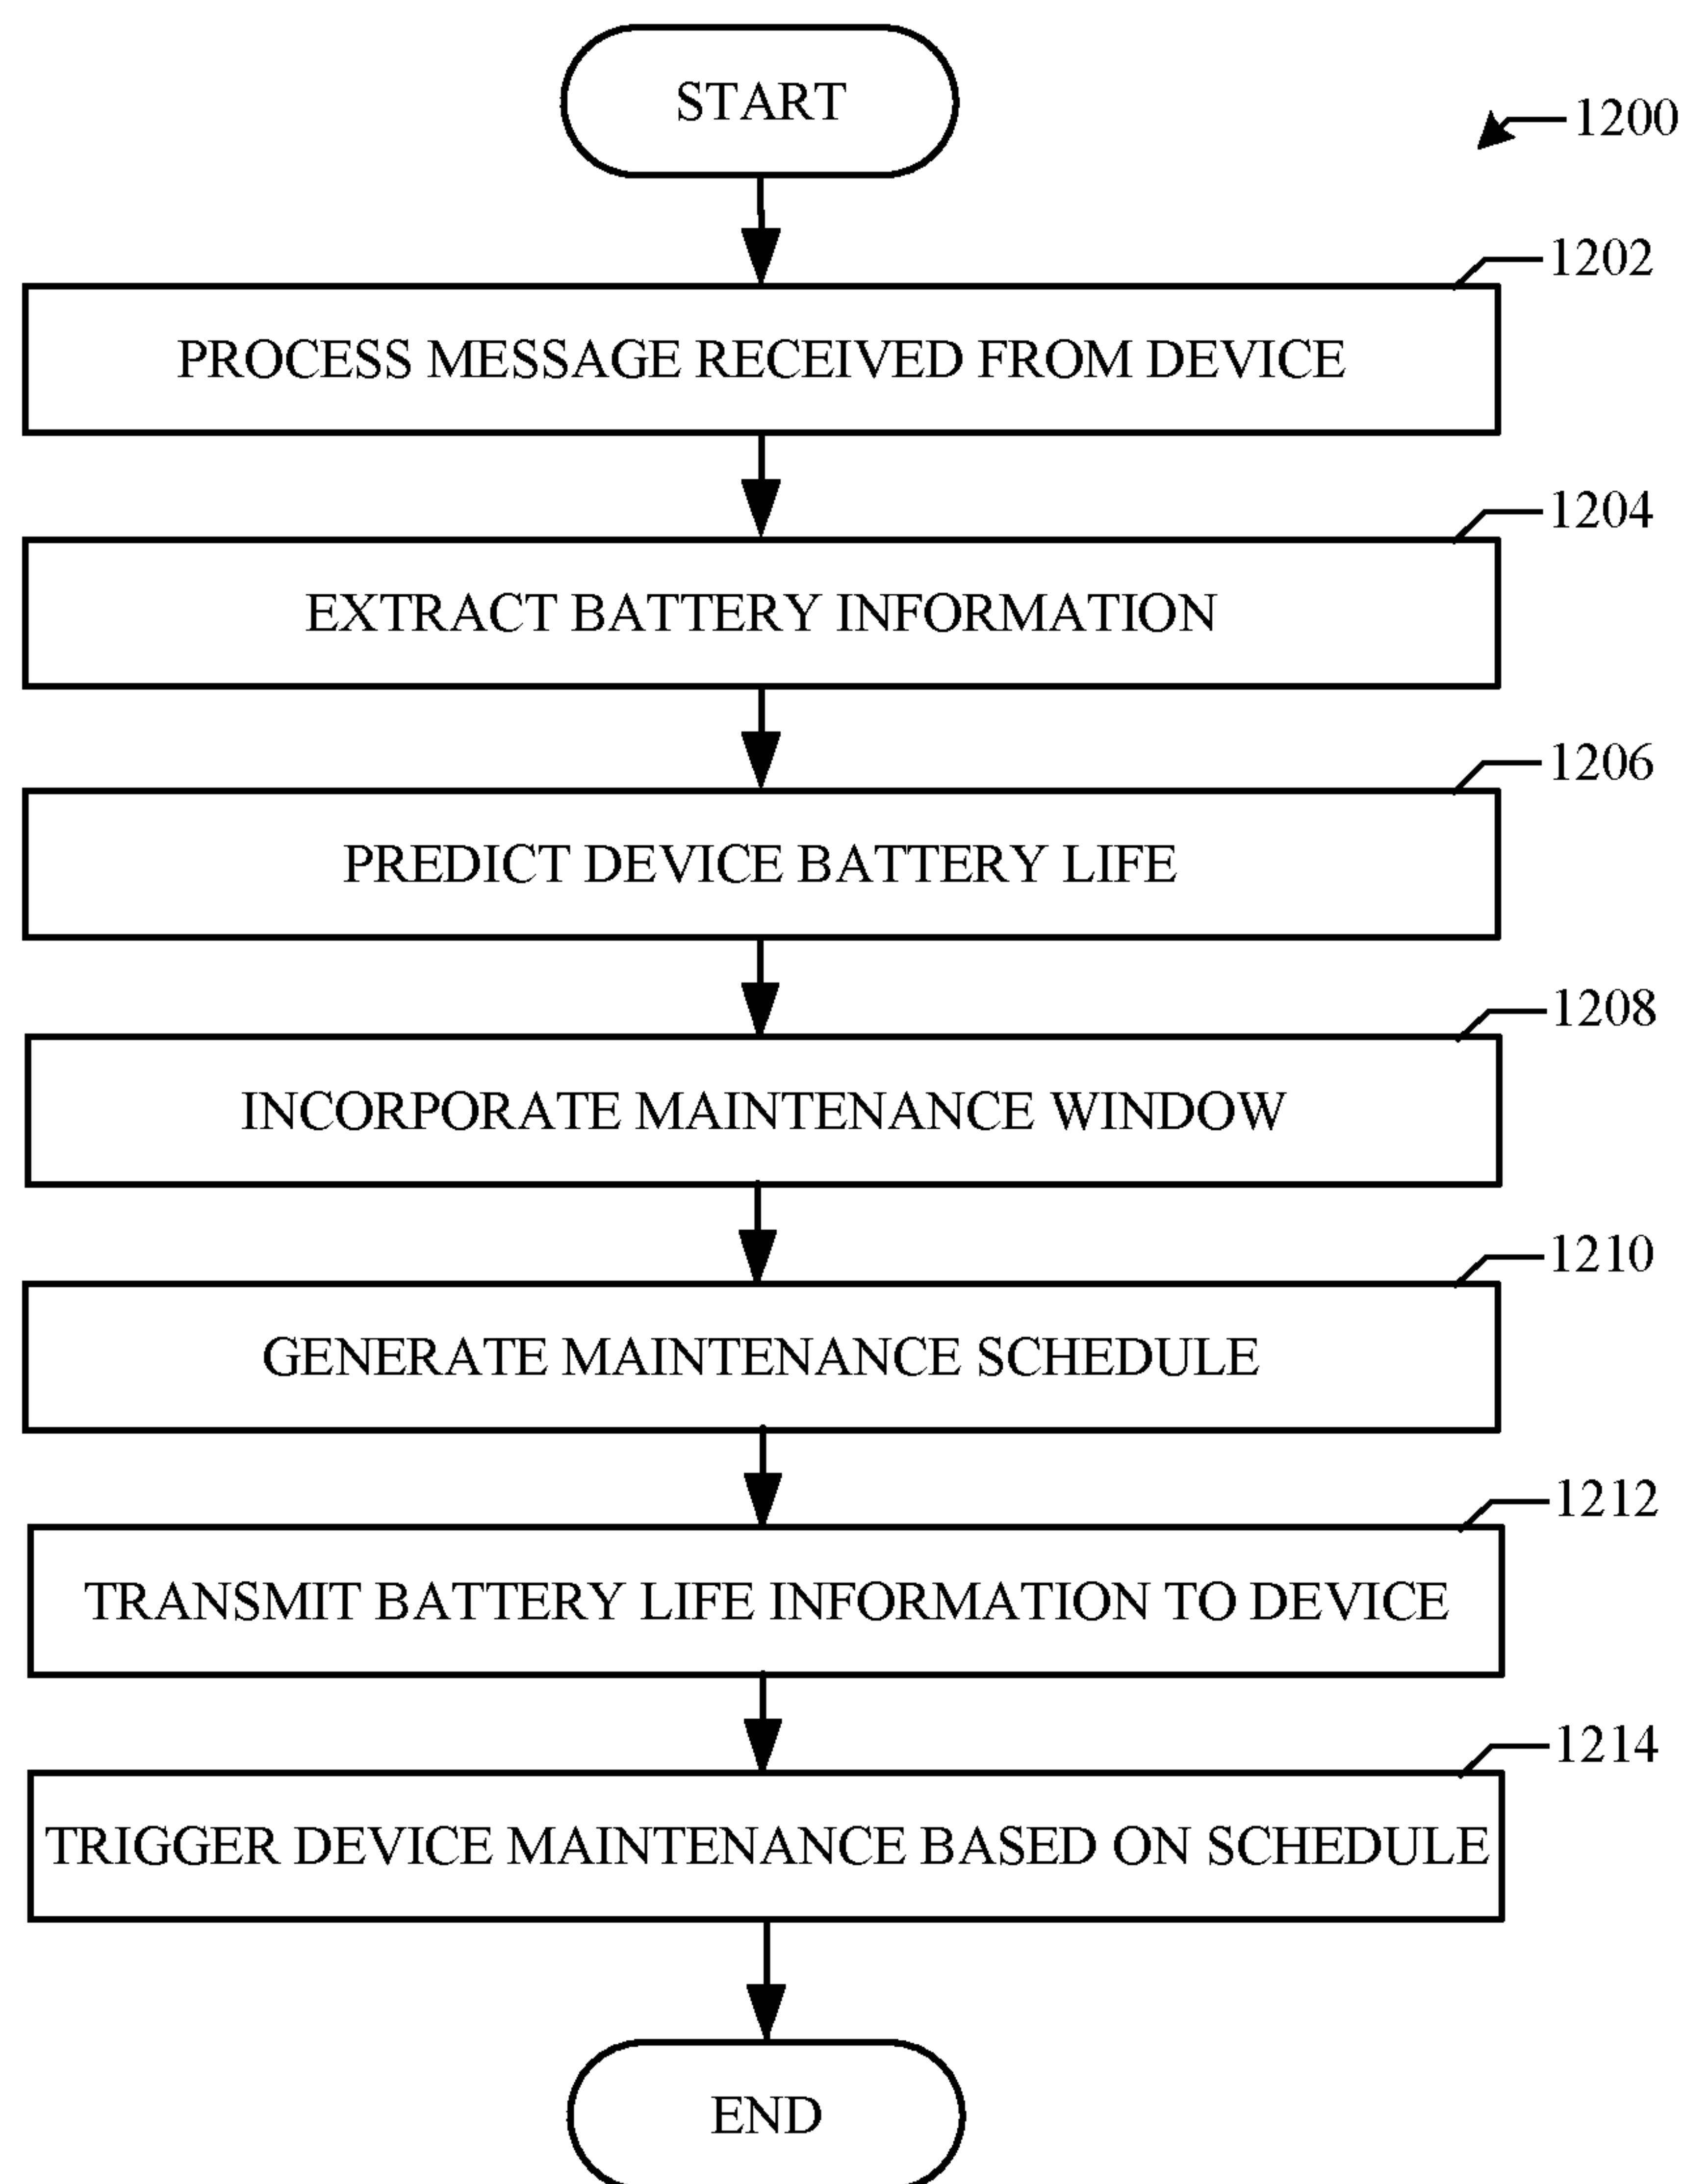 START
1200
1202
PROCESS MESSAGE RECEIVED FROM DEVICE
1204
EXTRACT BATTERY INFORMATION
1206
PREDICT DEVICE BATTERY LIFE
1208
INCORPORATE MAINTENANCE WINDOW
1210
GENERATE MAINTENANCE SCHEDULE
1212
TRANSMIT BATTERY LIFE INFORMATION TO DEVICE
1214
TRIGGER DEVICE MAINTENANCE BASED ON SCHEDULE
END